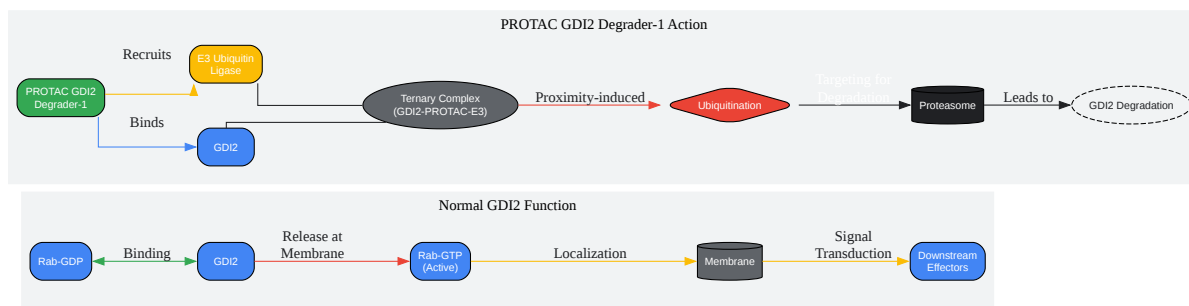 PROTAC GDI2 Degrader-1 Action
Recruits
E3 Ubiquitin
Ligase
PROTAC GDI2
Degrader-1
Binds
GDI2
Ternary Complex
(GDI2-PROTAC-E3)
Proximity-induced
Ubiquitination
Targeting for
Degradation
Proteasome
Leads to
GDI2 Degradation
Normal GDI2 Function
Rab-GDP
Binding
GDI2
Release at
Membrane
Rab-GTP
(Active)
Localization
Membrane
Signal
Transduction
Downstream
Effectors